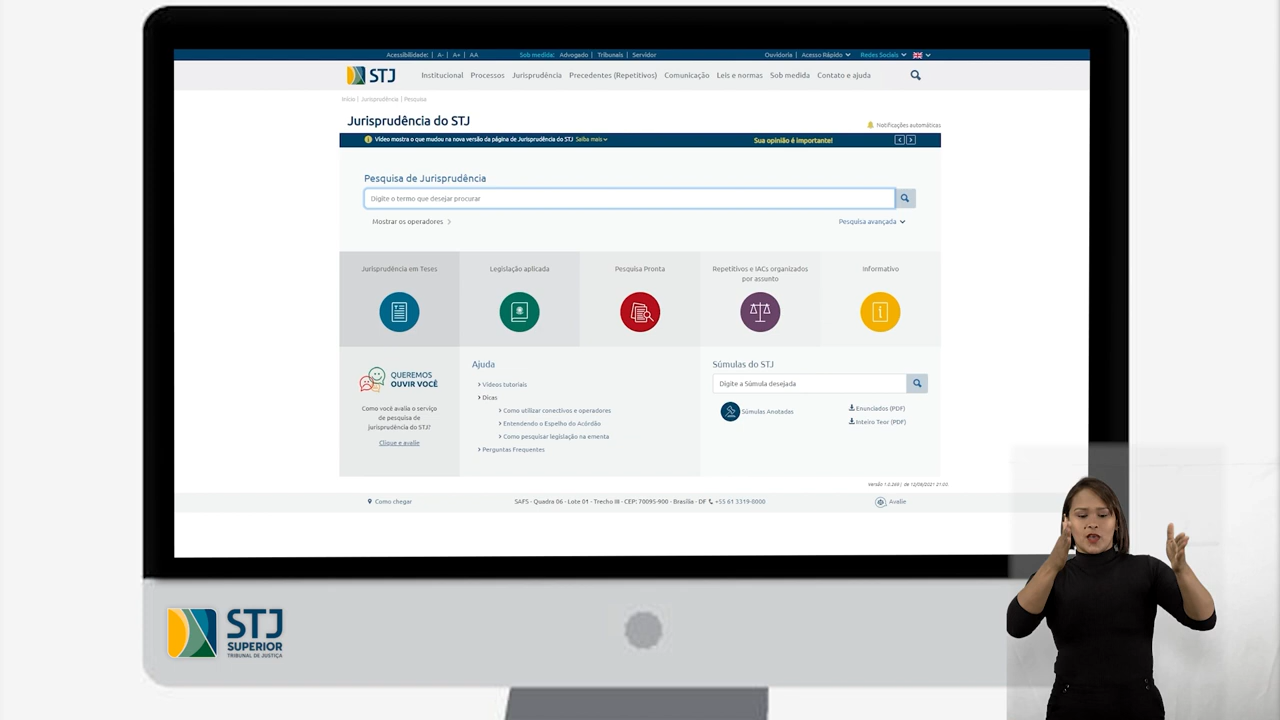 Acessibilidade: | A- | A+ | AA
Sob medida: Advogado | Tribunais | Servidor
Ouvidoria | Acesso Rápido
Redes Sociais
STJ
Institucional Processos Jurisprudência Precedentes (Repetitivos) Comunicação Leis e normas Sob medida Contato e ajuda
Início | Jurisprudência | Pesquisa
Jurisprudência do STJ
Notificações automáticas
Vídeo mostra o que mudou na nova versão da página de Jurisprudência do STJ Saiba mais
Sua opinião é importante!
Pesquisa de Jurisprudência
Digite o termo que desejar procurar
Mostrar os operadores
Pesquisa avançada
Jurisprudência em Teses
Legislação aplicada
Pesquisa Pronta
Repetitivos e IACs organizados
por assunto
Informativo
QUEREMOS
OUVIR VOCÊ
Como você avalia o serviço
de pesquisa de
jurisprudência do STJ?
Clique e avalie
Ajuda
Vídeos tutoriais
Dicas
Como utilizar conectivos e operadores
Entendendo o Espelho do Acórdão
Como pesquisar legislação na ementa
Perguntas Frequentes
Súmulas do STJ
Digite a Súmula desejada
Súmulas Anotadas
Enunciados (PDF)
Inteiro Teor (PDF)
Como chegar
SAFS - Quadra 06 - Lote 01 - Trecho III - CEP: 70095-900 - Brasília - DF +55 61 3319-0000
Avalie
STJ
SUPERIOR
TRIBUNAL DE JUSTIÇA